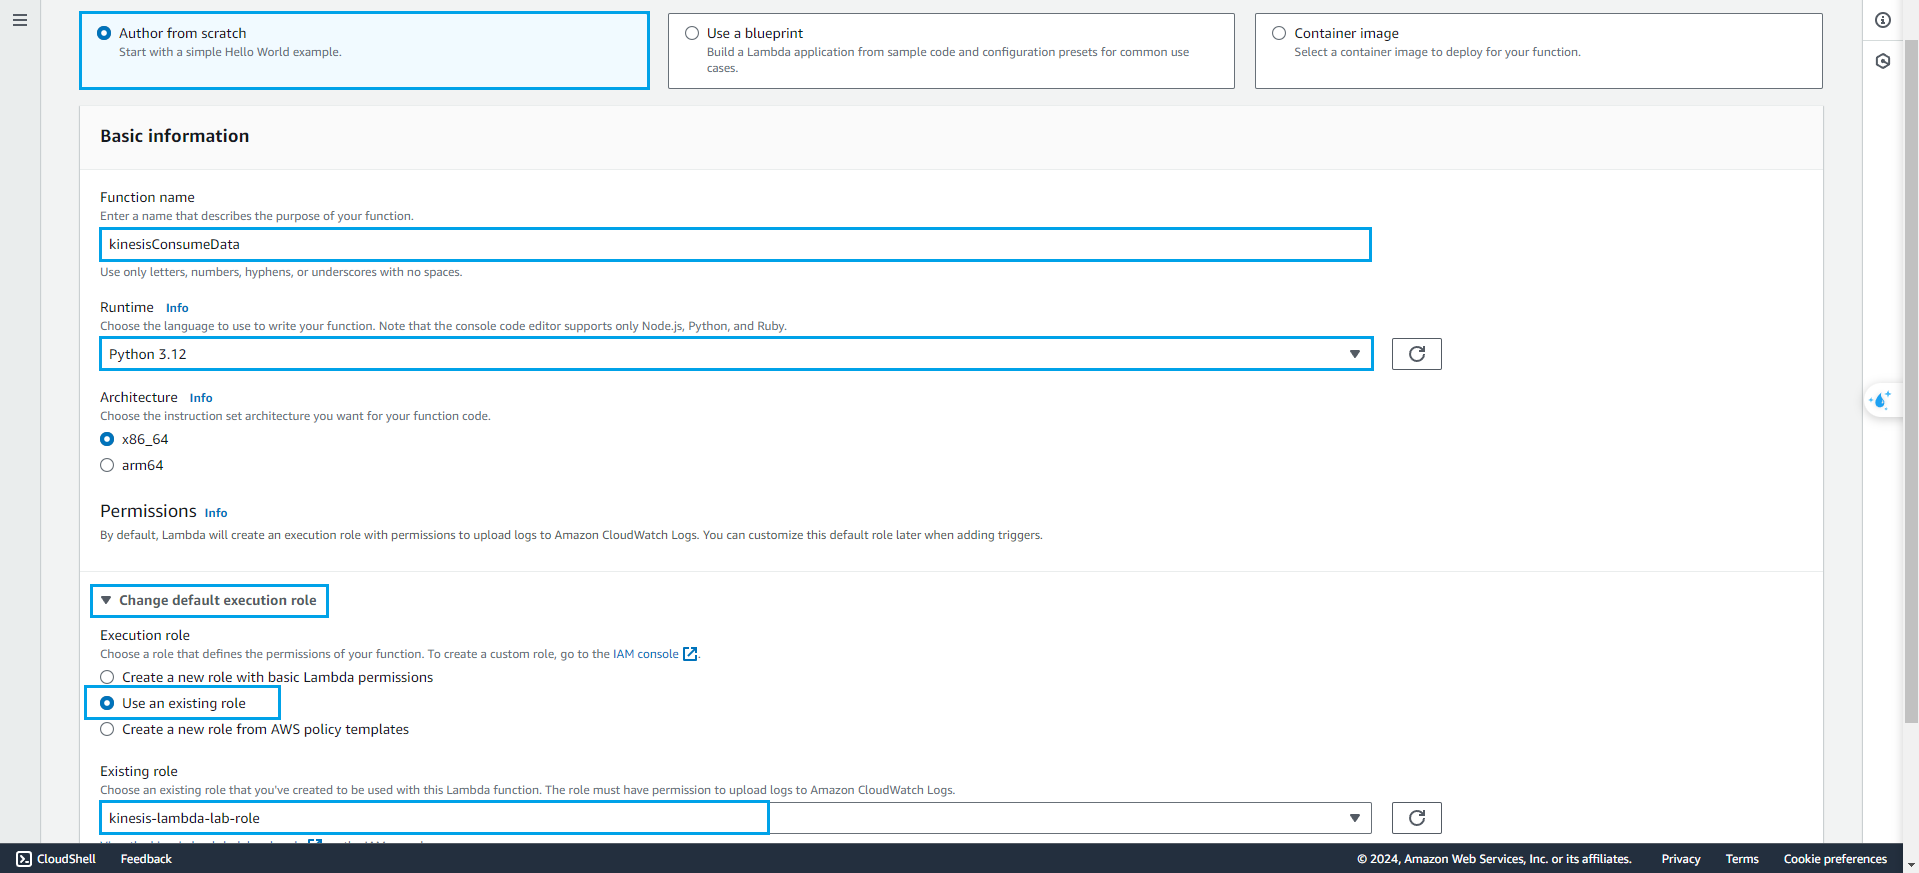 Author from scratch
Start with a simple Hello World example.
Use a blueprint
Build a Lambda application from sample code and configuration presets for common use
cases.
Container image
Select a container image to deploy for your function.
Basic information
Function name
Enter a name that describes the purpose of your function.
kinesisConsumeData
Use only letters, numbers, hyphens, or underscores with no spaces.
Runtime Info
Choose the language to use to write your function. Note that the console code editor supports only Node.js, Python, and Ruby.
Python 3.12
Architecture Info
Choose the instruction set architecture you want for your function code.
x86_64
arm64
Permissions Info
By default, Lambda will create an execution role with permissions to upload logs to Amazon CloudWatch Logs. You can customize this default role later when adding triggers.
Change default execution role
Execution role
Choose a role that defines the permissions of your function. To create a custom role, go to the IAM console.
Create a new role with basic Lambda permissions
Use an existing role
Create a new role from AWS policy templates
Existing role
Choose an existing role that you've created to be used with this Lambda function. The role must have permission to upload logs to Amazon CloudWatch Logs.
kinesis-lambda-lab-role
CloudShell Feedback © 2024, Amazon Web Services, Inc. or its affiliates. Privacy Terms Cookie preferences